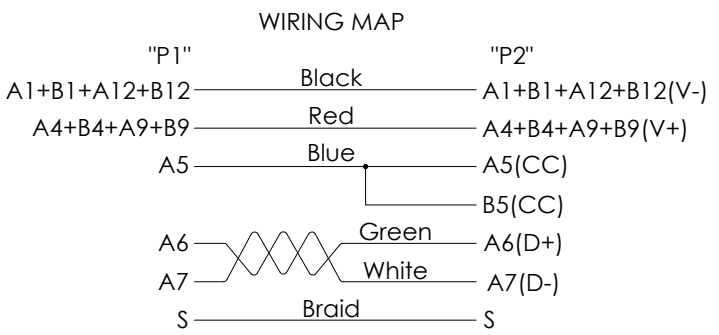 WIRING MAP
"P1" "P2"
A1+B1+A12+B12 Black A1+B1+A12+B12(V-)
A4+B4+A9+B9 Red A4+B4+A9+B9(V+)
A5 Blue A5(CC)
B5(CC)
A6 Green A6(D+)
A7 White A7(D-)
S Braid S